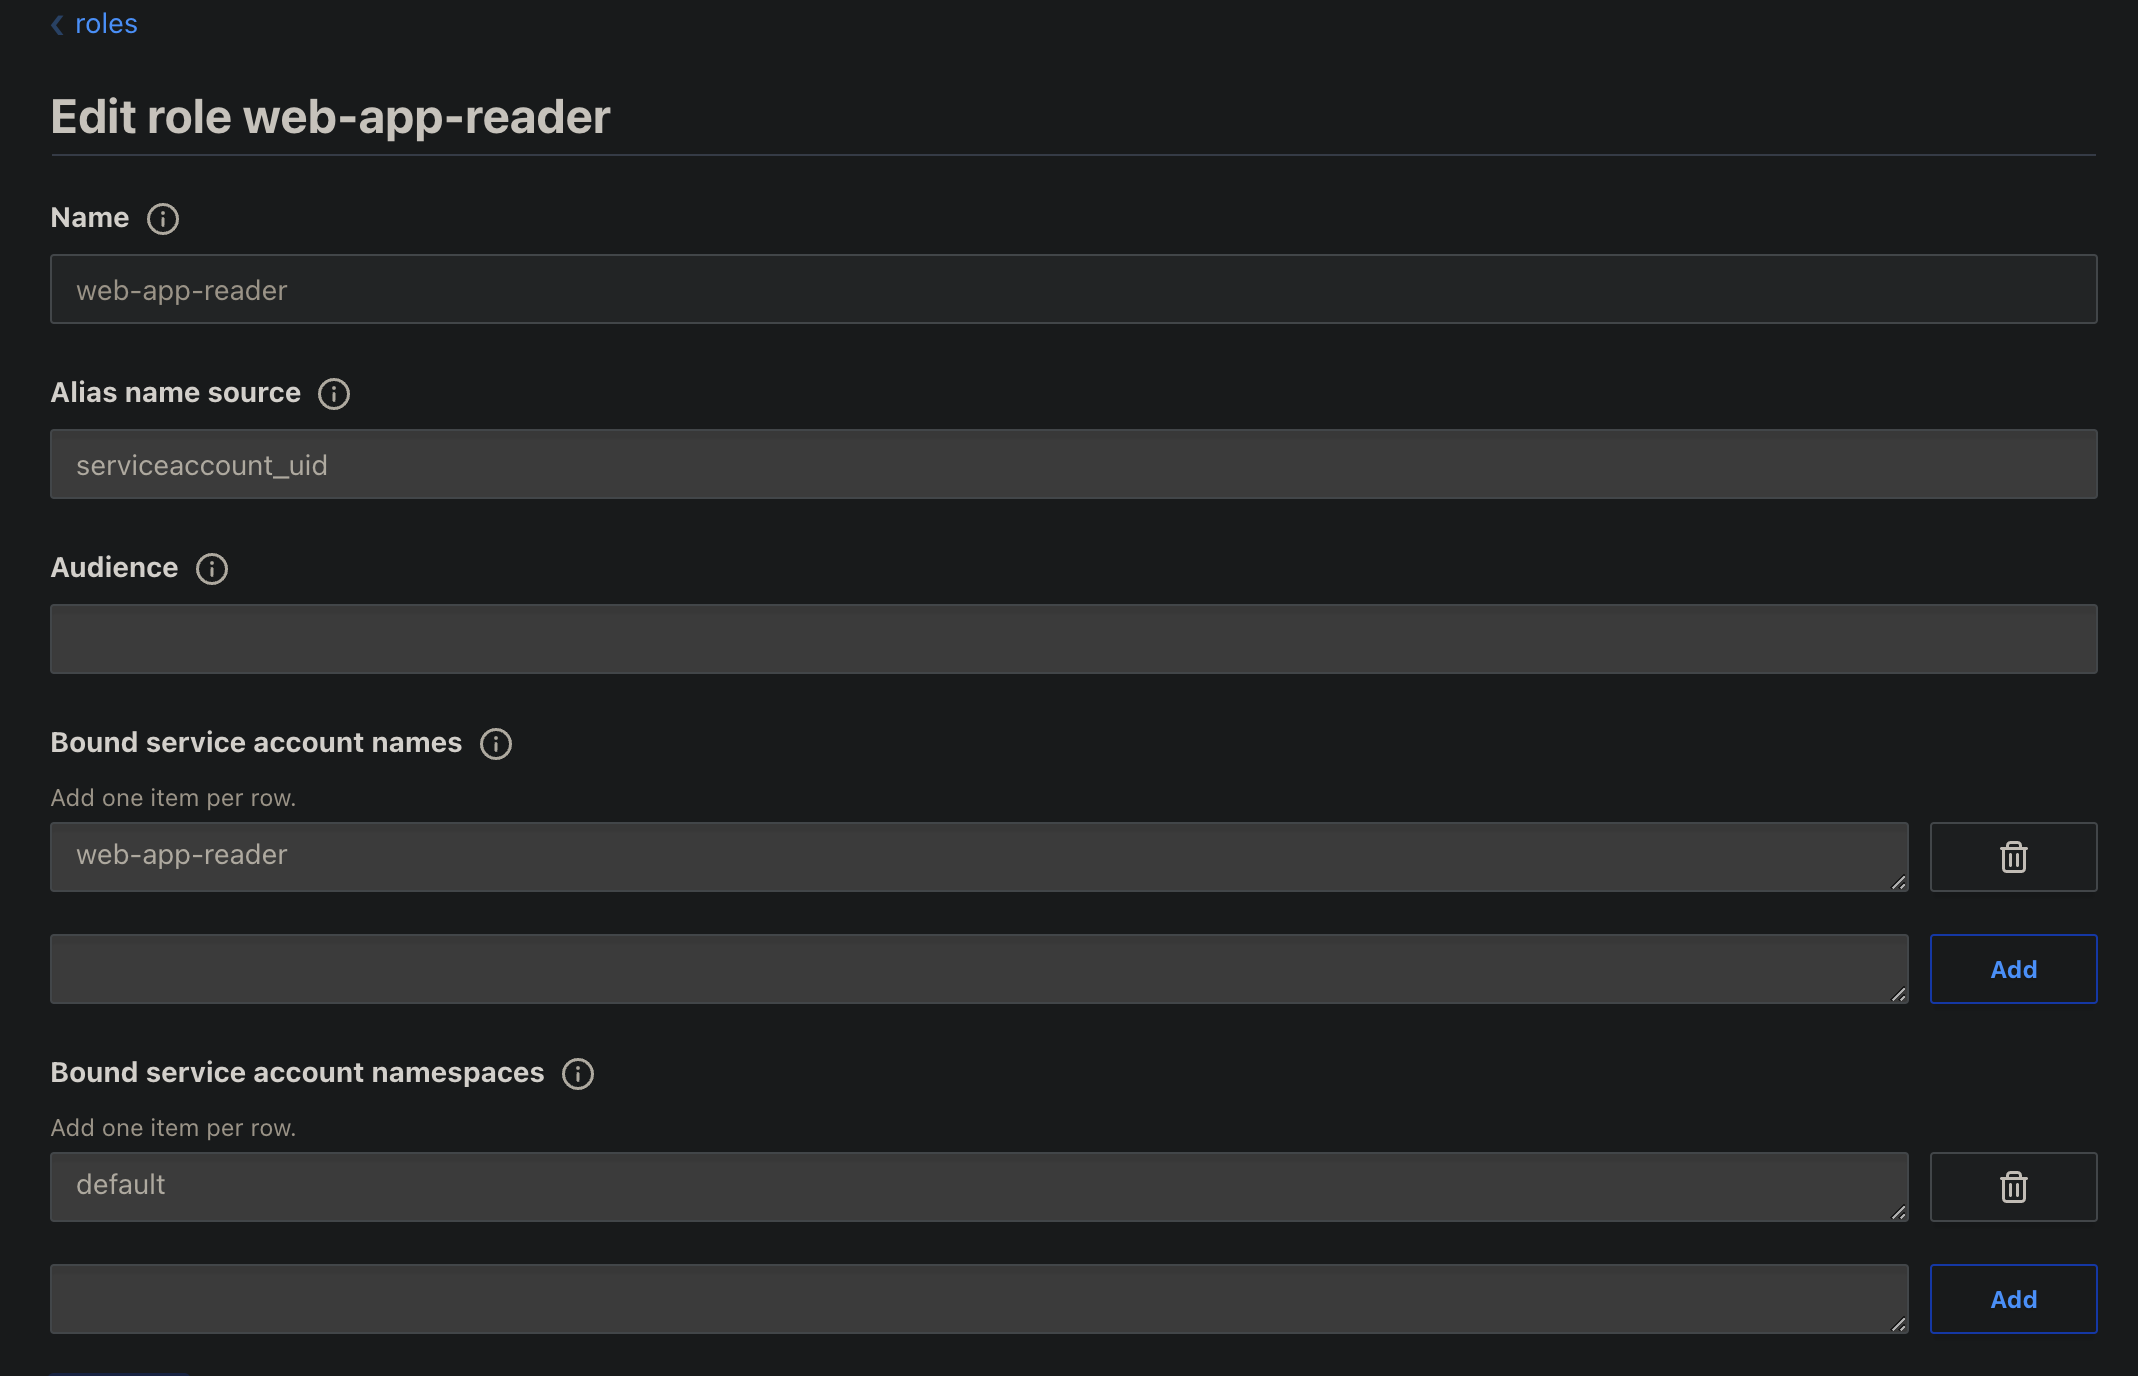 roles
Edit role web-app-reader
Name
web-app-reader
Alias name source
serviceaccount_uid
Audience
Bound service account names
Add one item per row.
web-app-reader
Add
Bound service account namespaces
Add one item per row.
default
Add